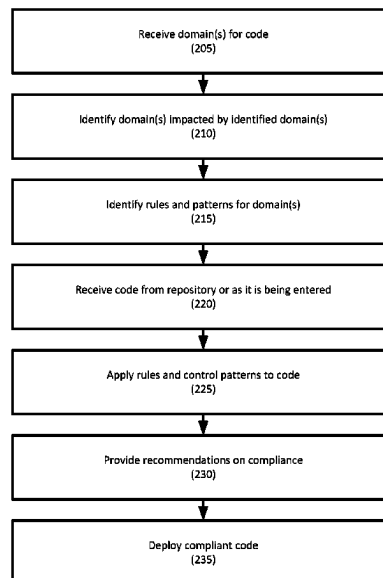 Receive domain(s) for code
(205)
Identify domain(s) impacted by identified domain(s)
(210)
Identify rules and patterns for domain(s)
(215)
Receive code from repository or as it is being entered
(220)
Apply rules and control patterns to code
(225)
Provide recommendations on compliance
(230)
Deploy compliant code
(235)